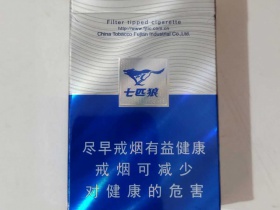 Filter tipped cigarette
China Tobacco Fujian Industrial Co.,Ltd.
七匹狼
尽早戒烟有益健康
戒烟可减少
对健康的危害